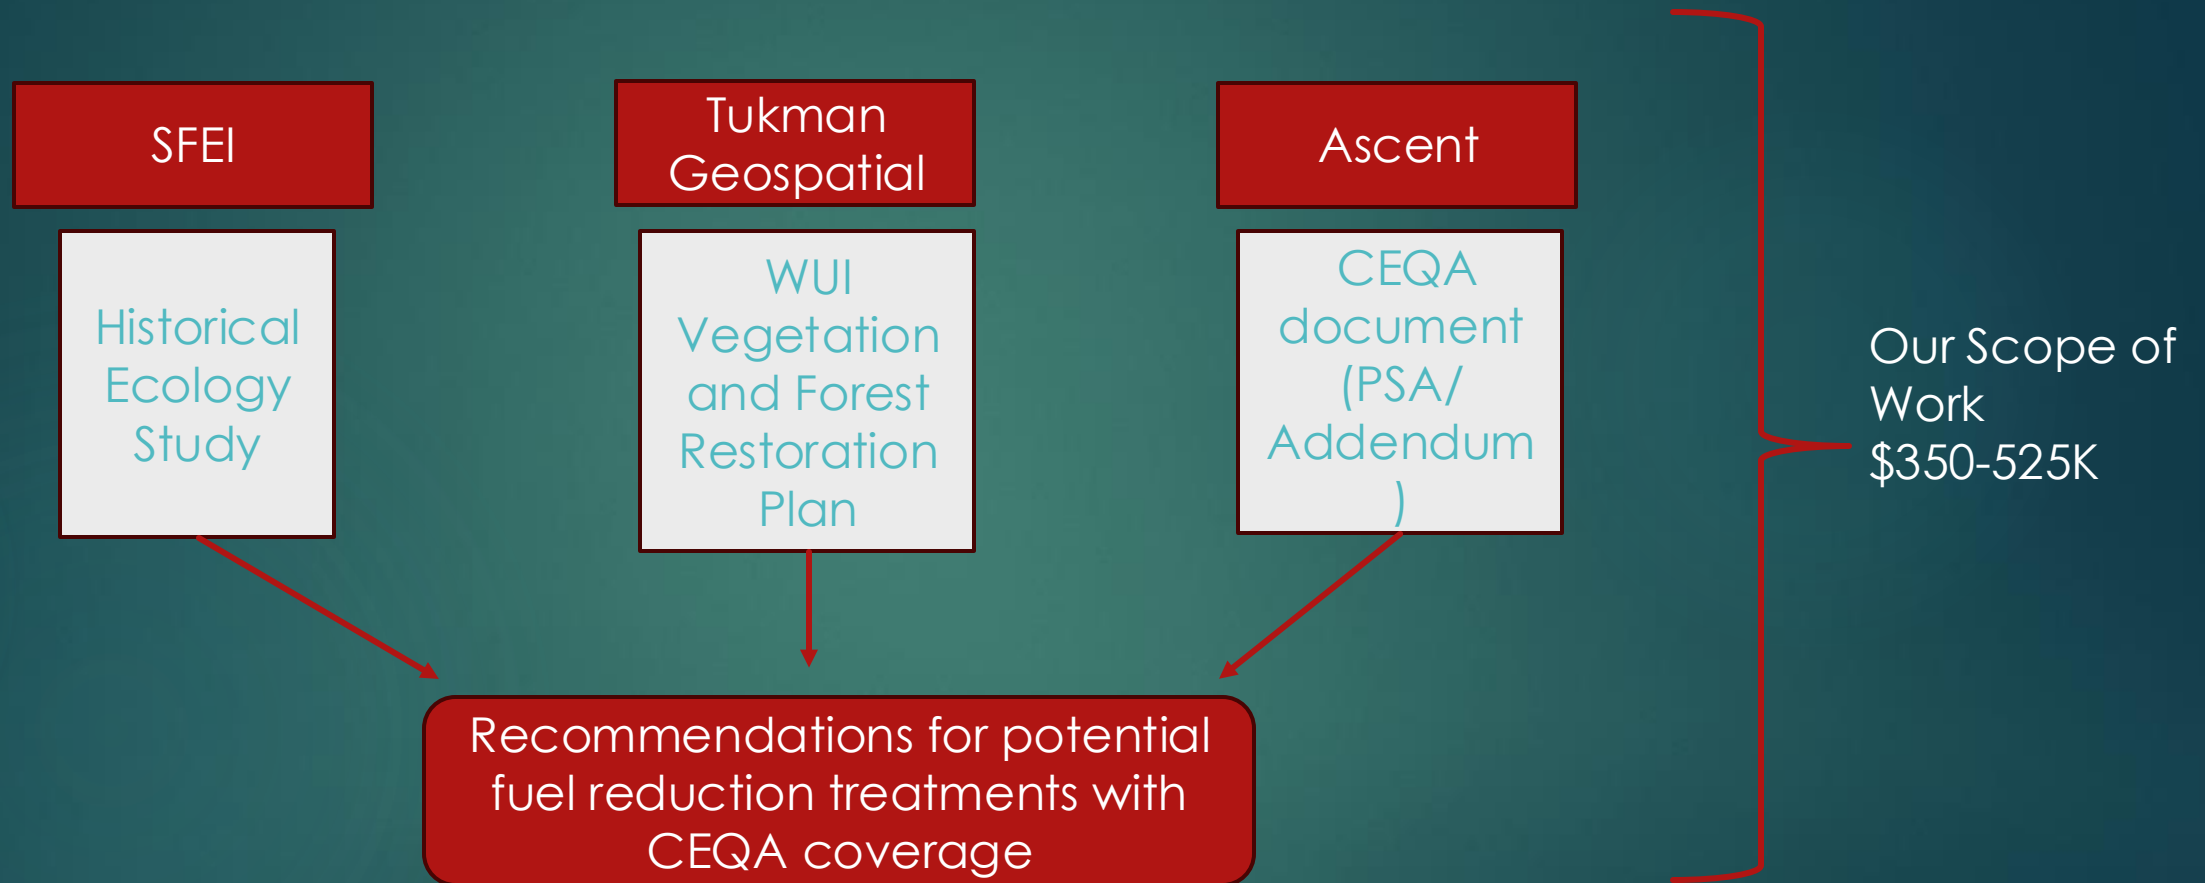 SFEI
Tukman
Geospatial
Ascent
Historical
Ecology
Study
WUI
Vegetation
and Forest
Restoration
Plan
CEQA
document
(PSA/
Addendum
)
Our Scope of
Work
$350-525K
Recommendations for potential
fuel reduction treatments with
CEQA coverage